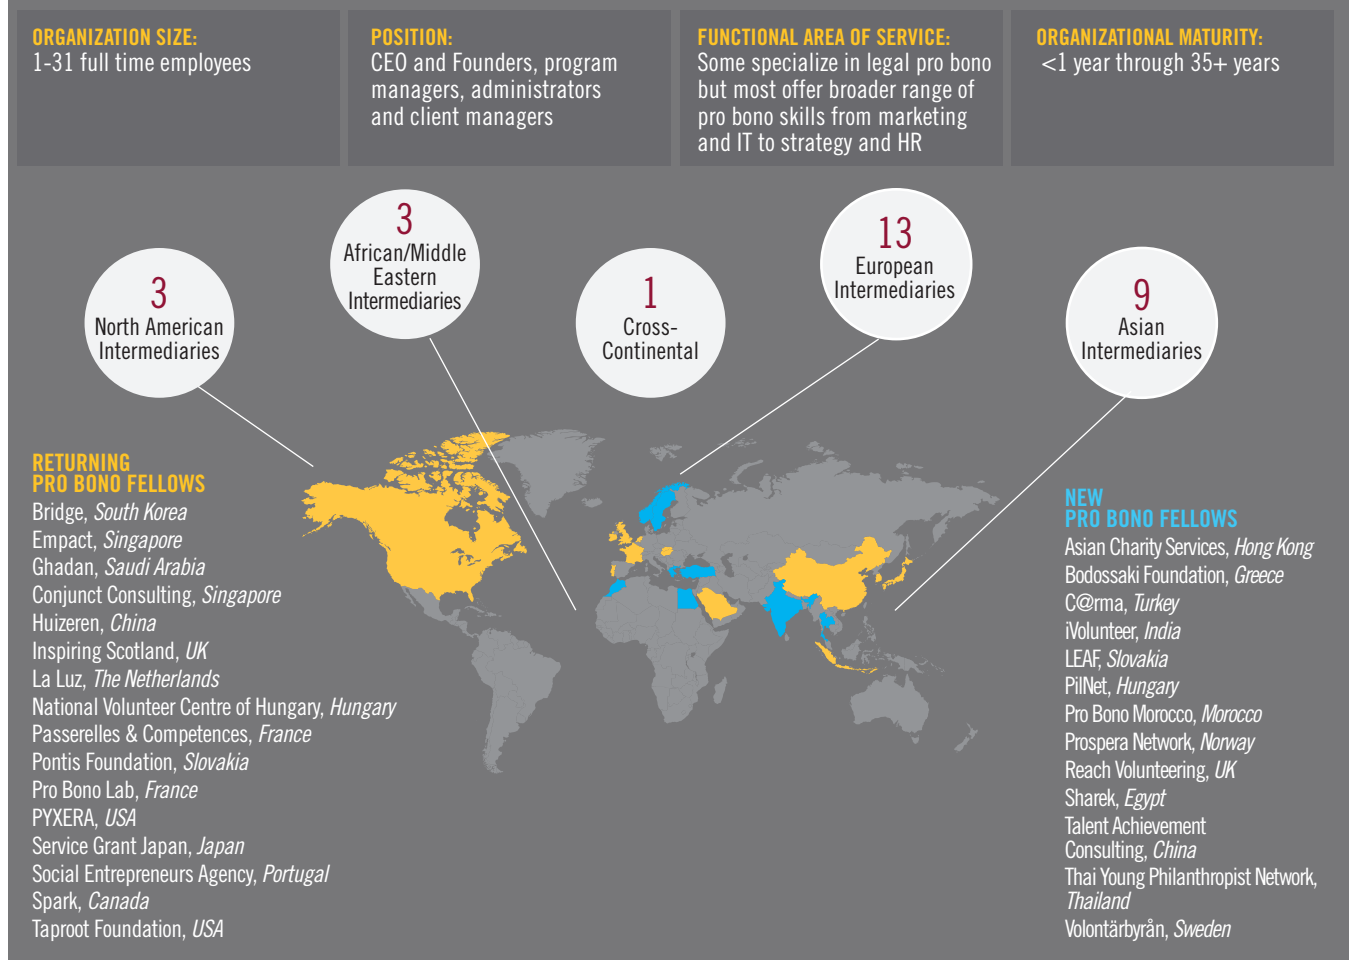 ORGANIZATION SIZE:
1-31 full time employees
POSITION:
CEO and Founders, program
managers, administrators
and client managers
FUNCTIONAL AREA OF SERVICE:
Some specialize in legal pro bono
but most offer broader range of
pro bono skills from marketing
and IT to strategy and HR
ORGANIZATIONAL MATURITY:
<1 year through 35+ years
3
North American
Intermediaries
3
African/Middle
Eastern
Intermediaries
1
Cross-
Continental
13
European
Intermediaries
9
Asian
Intermediaries
RETURNING
PRO BONO FELLOWS
Bridge, South Korea
Empact, Singapore
Ghadan, Saudi Arabia
Conjunct Consulting, Singapore
Huizeren, China
Inspiring Scotland, UK
La Luz, The Netherlands
National Volunteer Centre of Hungary, Hungary
Passerelles & Competences, France
Pontis Foundation, Slovakia
Pro Bono Lab, France
PYXERA, USA
Service Grant Japan, Japan
Social Entrepreneurs Agency, Portugal
Spark, Canada
Taproot Foundation, USA
NEW
PRO BONO FELLOWS
Asian Charity Services, Hong Kong
Bodossaki Foundation, Greece
C@rma, Turkey
iVolunteer, India
LEAF, Slovakia
PilNet, Hungary
Pro Bono Morocco, Morocco
Prospera Network, Norway
Reach Volunteering, UK
Sharek, Egypt
Talent Achievement
Consulting, China
Thai Young Philanthropist Network,
Thailand
Volontärbyrån, Sweden